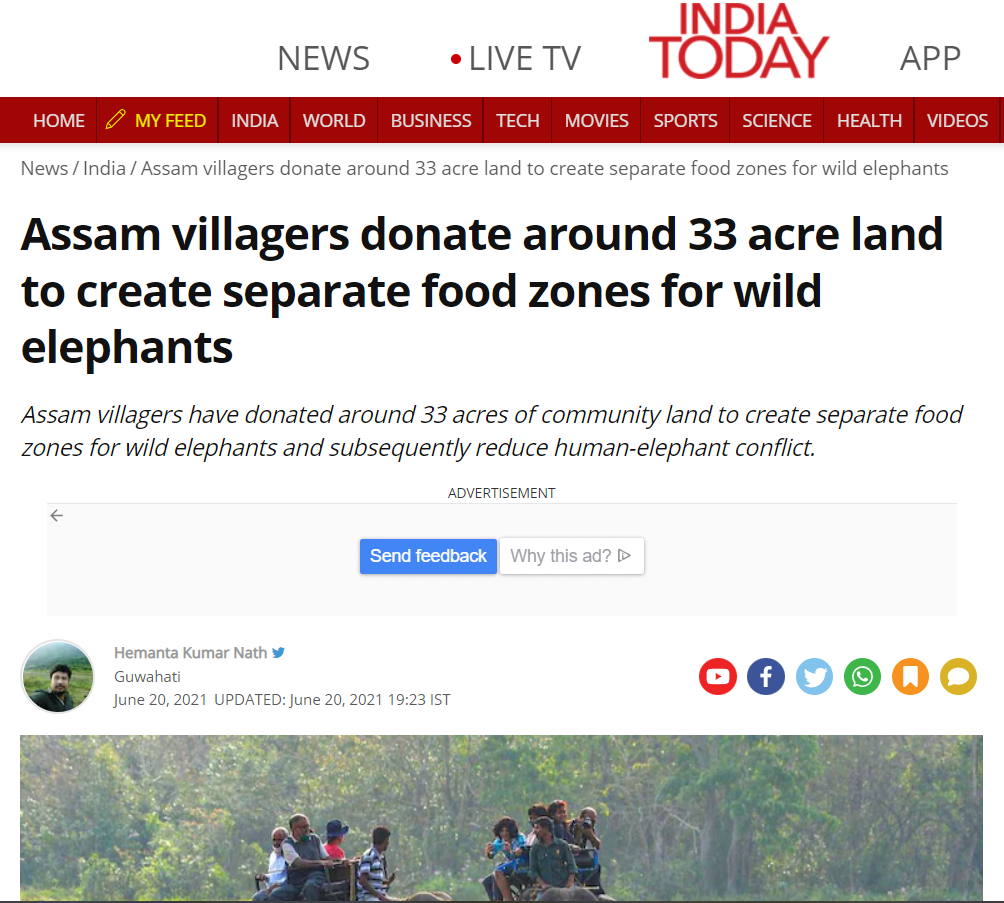 NEWS
LIVE TV
INDIA
TODAY
APP
HOME MY FEED INDIA WORLD BUSINESS TECH MOVIES SPORTS SCIENCE HEALTH VIDEOS
News / India / Assam villagers donate around 33 acre land to create separate food zones for wild elephants
Assam villagers donate around 33 acre land
to create separate food zones for wild
elephants
Assam villagers have donated around 33 acres of community land to create separate food
zones for wild elephants and subsequently reduce human-elephant conflict.
ADVERTISEMENT
Send feedback Why this ad?
Hemanta Kumar Nath
Guwahati
June 20, 2021 UPDATED: June 20, 2021 19:23 IST